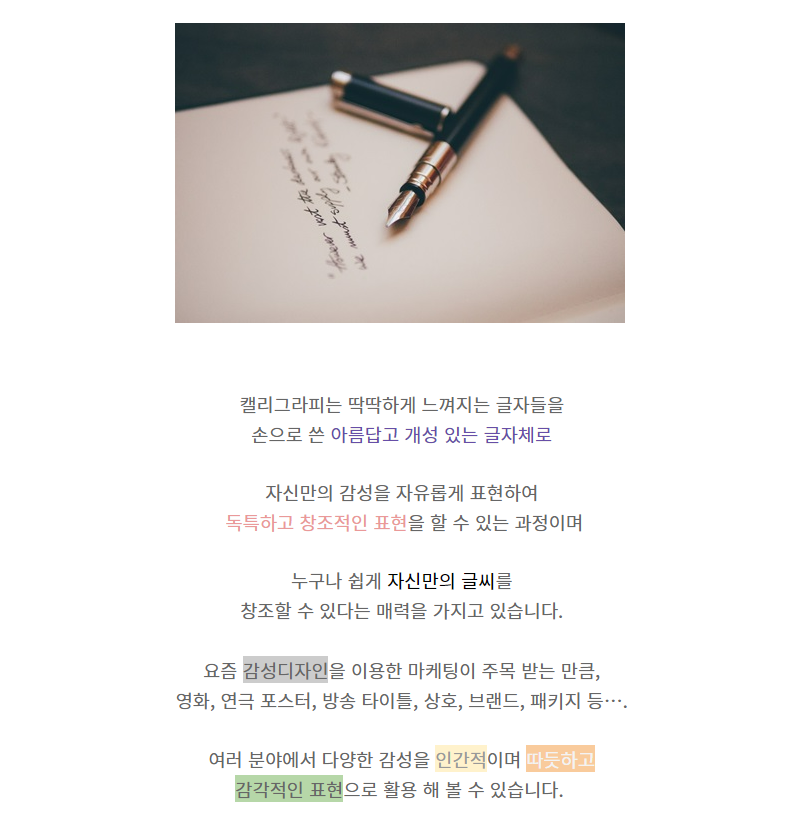 "Never let the
we must
Study
캘리그라피는 딱딱하게 느껴지는 글자들을
손으로 쓴 아름답고 개성 있는 글자체로
자신만의 감성을 자유롭게 표현하여
독특하고 창조적인 표현을 할 수 있는 과정이며
누구나 쉽게 자신만의 글씨를
창조할 수 있다는 매력을 가지고 있습니다.
요즘 감성디자인을 이용한 마케팅이 주목 받는 만큼,
영화, 연극 포스터, 방송 타이틀, 상호, 브랜드, 패키지 등….
여러 분야에서 다양한 감성을 인간적이며 따듯하고
감각적인 표현으로 활용 해 볼 수 있습니다.